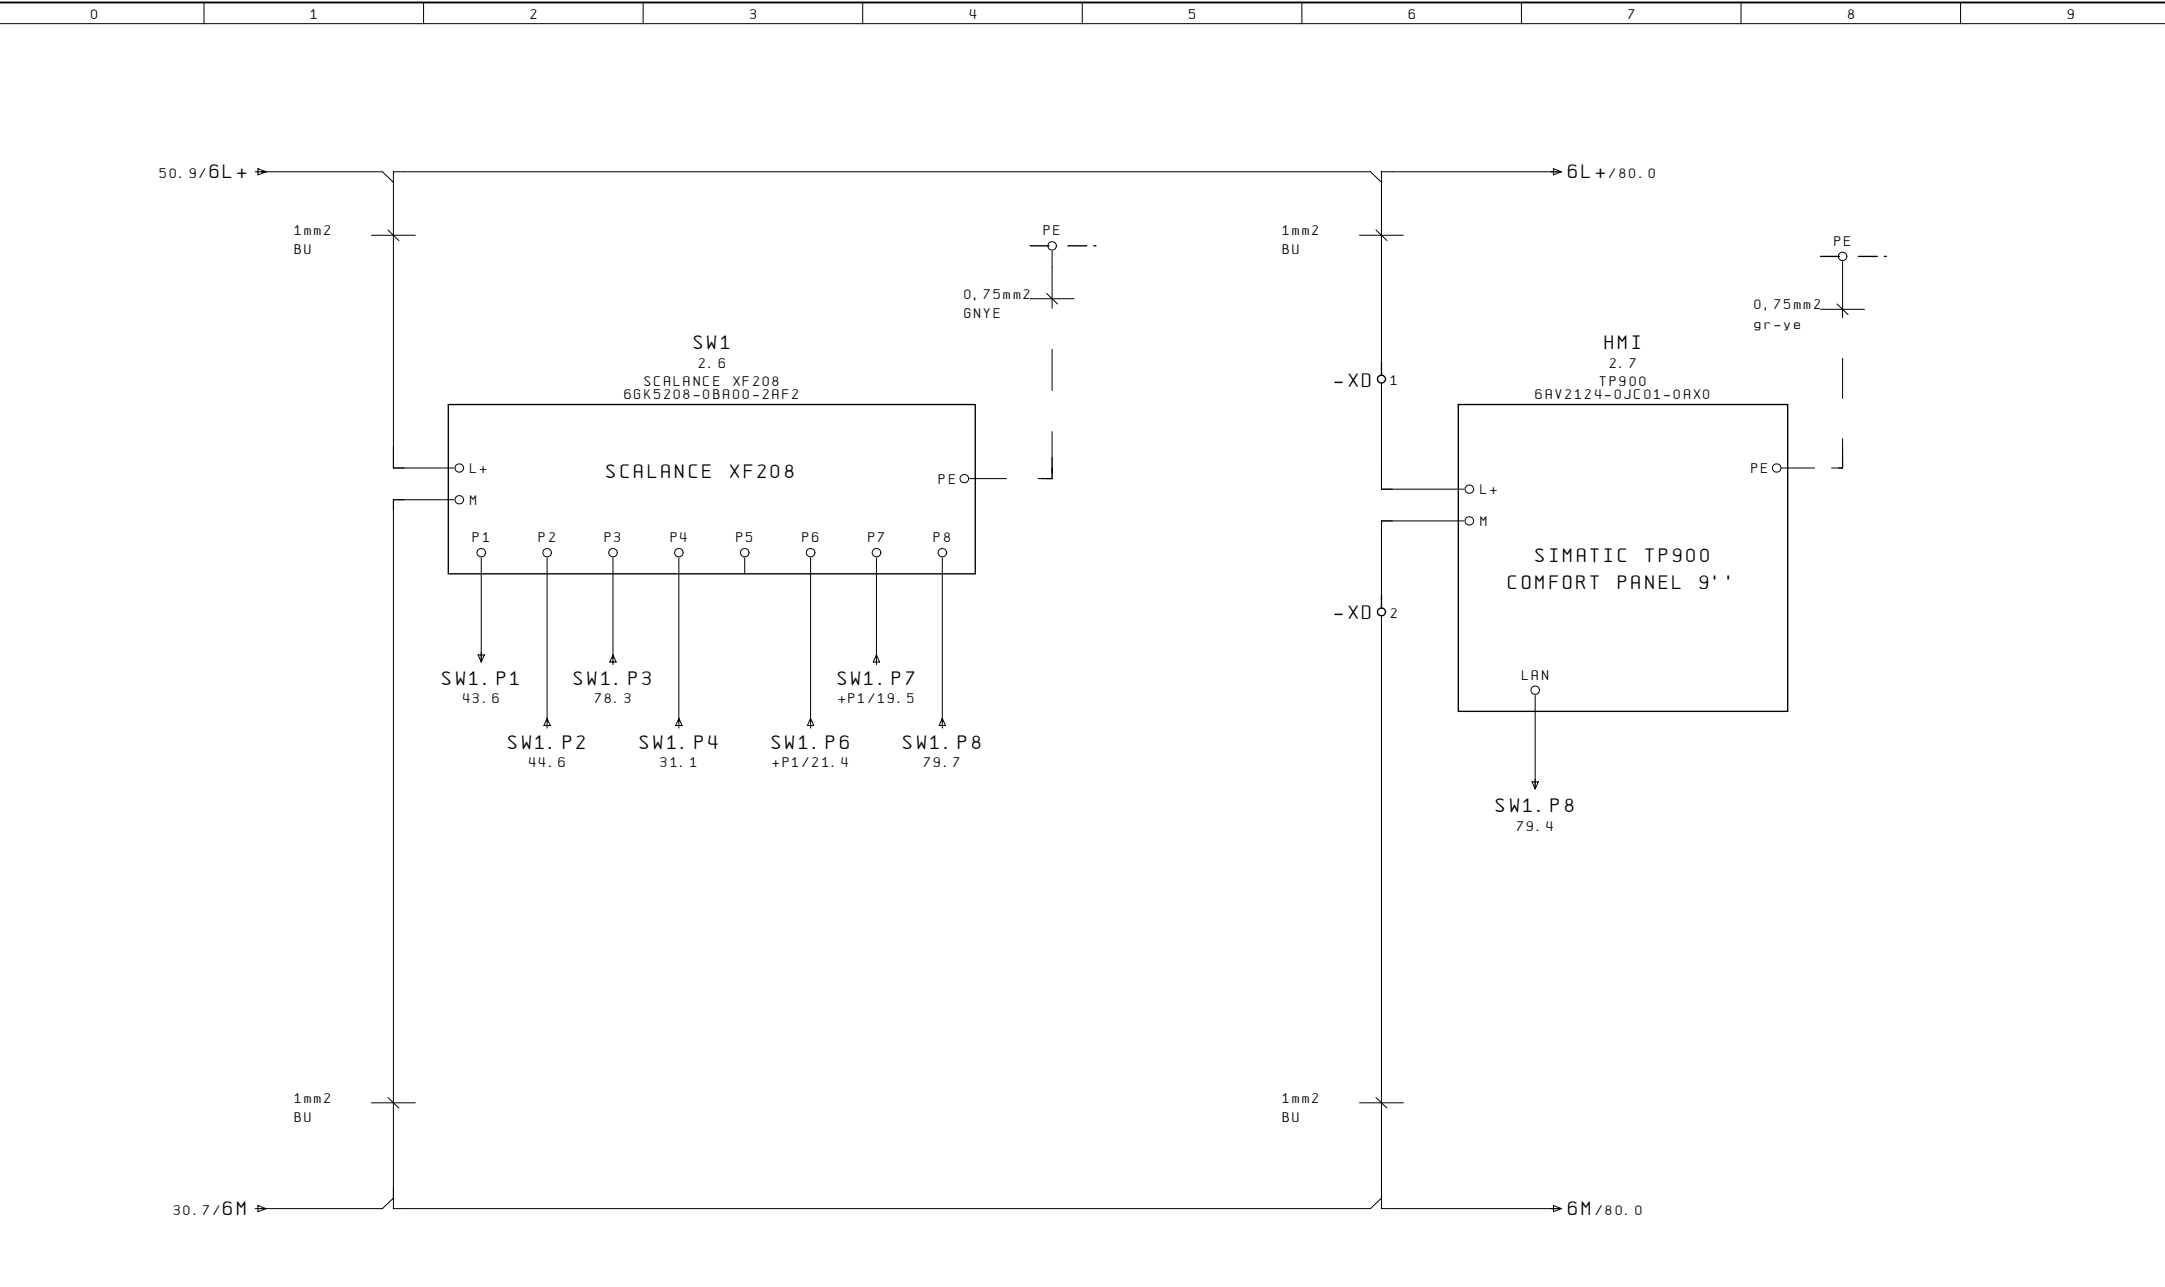 0 1 2 3 4 5 6 7 8 9
50.9/6L+
6L+/80.0
1mm2
BU
PE
0,75mm2
GNYE
1mm2
BU
PE
0,75mm2
gr-ye
SW1
2.6
SCALANCE XF208
6GK5208-0BA00-2AF2
-XD 1
HMI
2.7
TP900
6AV2124-0JC01-0AX0
L+
M
SCALANCE XF208
PE
P1 P2 P3 P4 P5 P6 P7 P8
L+
M
PE
SIMATIC TP900
COMFORT PANEL 9''
-XD 2
LAN
SW1.P1
43.6
SW1.P3
78.3
SW1.P7
+P1/19.5
SW1.P2
44.6
SW1.P4
31.1
SW1.P6
+P1/21.4
SW1.P8
79.7
SW1.P8
79.4
1mm2
BU
1mm2
BU
30.7/6M
6M/80.0